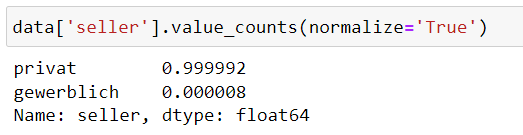 data['seller'].value_counts(normalize='True')
privat        0.999992
gewerblich    0.000008
Name: seller, dtype: float64